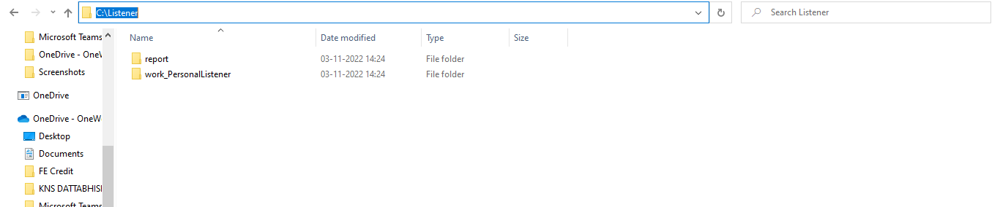 C:\Listener
Search Listener
Microsoft Teams
OneDrive - OneW
Screenshots
OneDrive
OneDrive - OneW
Desktop
Documents
FE Credit
KNS DATTABHISI
Microsoft Teams
Name Date modified Type Size
report 03-11-2022 14:24 File folder
work_PersonalListener 03-11-2022 14:24 File folder